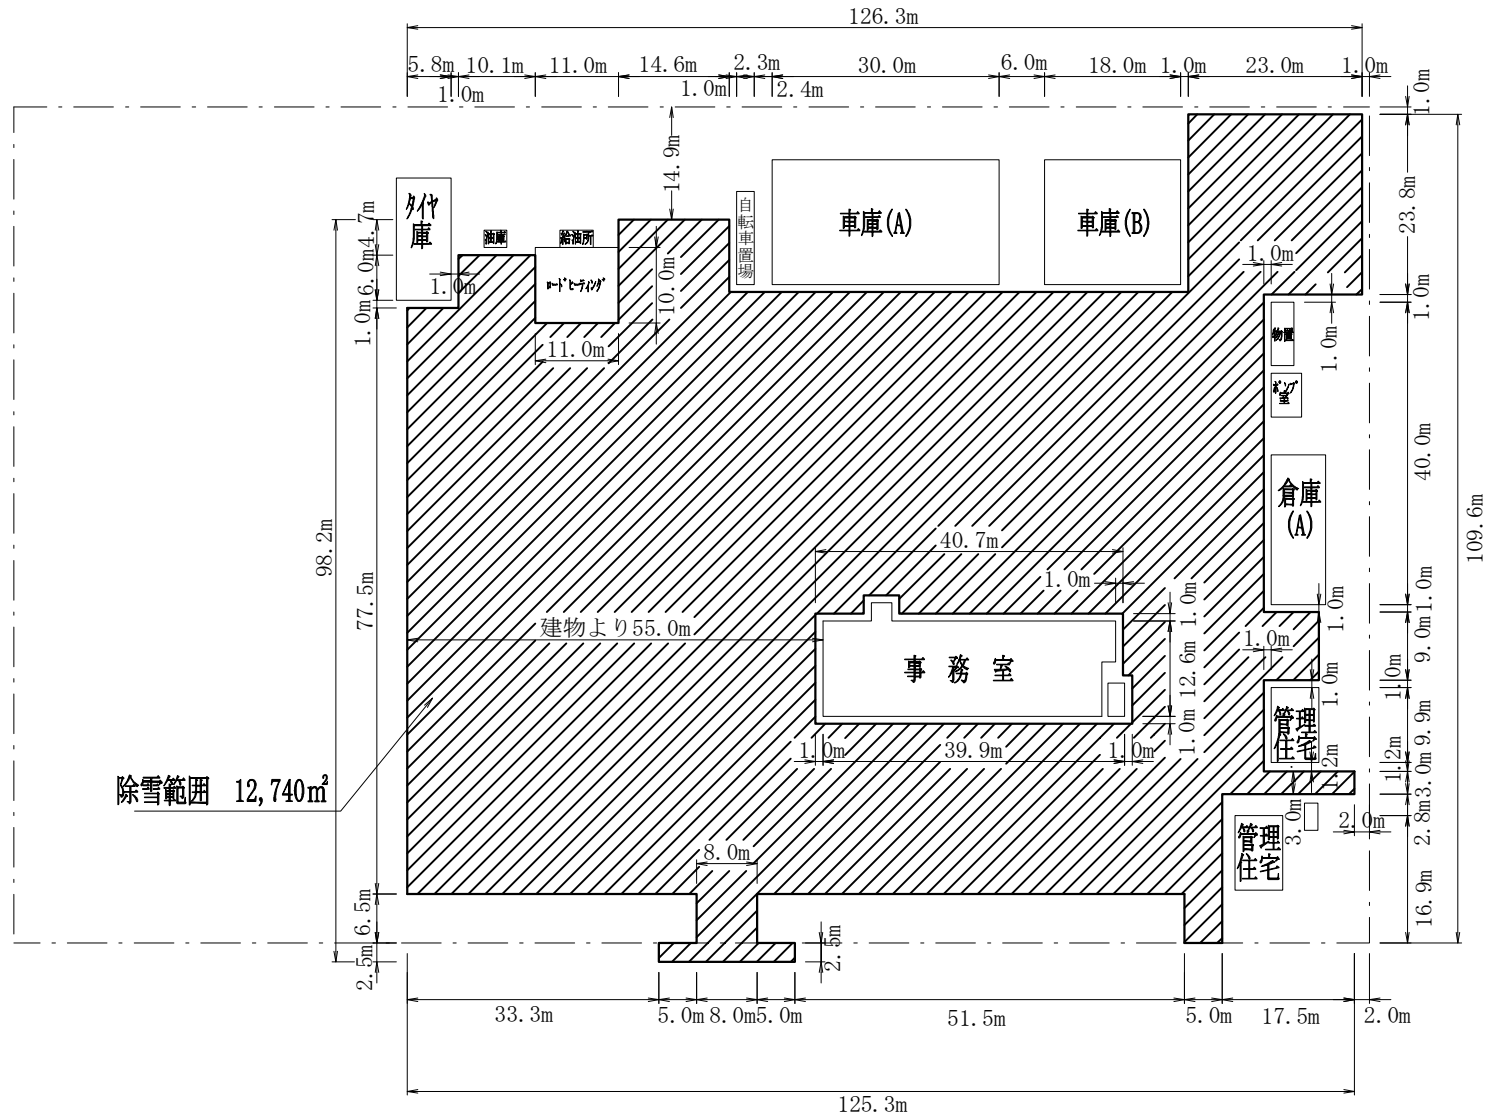 126.3m
5.8m
10.1m
11.0m
14.6m
2.3m
30.0m
6.0m
18.0m
1.0m
23.0m
1.0m
1.0m
1.0m
2.4m
1.0m
14.9m
23.8m
タイヤ
庫
油庫
給油所
ロードヒーティング
自転車置場
車庫(A)
車庫(B)
4.7m
6.0m
1.0m
1.0m
10.0m
11.0m
1.0m
1.0m
1.0m
物置
ポンプ
室
倉庫
(A)
40.0m
109.6m
98.2m
77.5m
40.7m
1.0m
1.0m
建物より55.0m
事 務 室
12.6m
1.0m
1.0m
39.9m
1.0m
1.0m
1.0m
9.0m
1.0m
1.0m
1.0m
管理
住宅
9.9m
1.2m
1.2m
3.0m
3.0m
2.0m
2.8m
管理
住宅
16.9m
除雪範囲 12,740㎡
8.0m
6.5m
2.5m
2.5m
33.3m
5.0m
8.0m
5.0m
51.5m
5.0m
17.5m
2.0m
125.3m